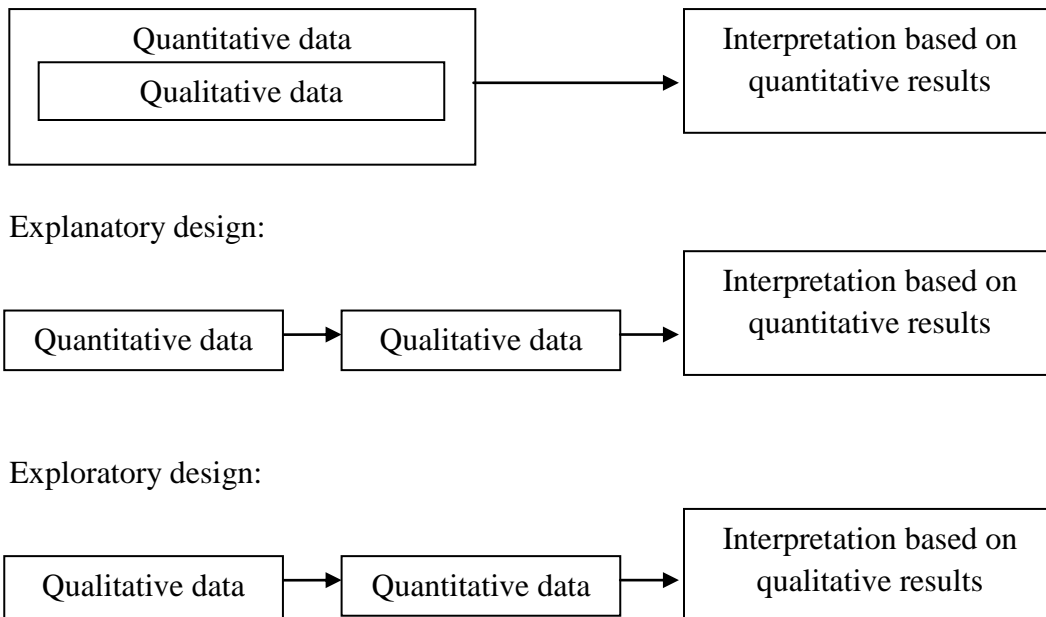 Quantitative data
Qualitative data
Interpretation based on
quantitative results
Explanatory design:
Quantitative data
Qualitative data
Interpretation based on
quantitative results
Exploratory design:
Qualitative data
Quantitative data
Interpretation based on
qualitative results